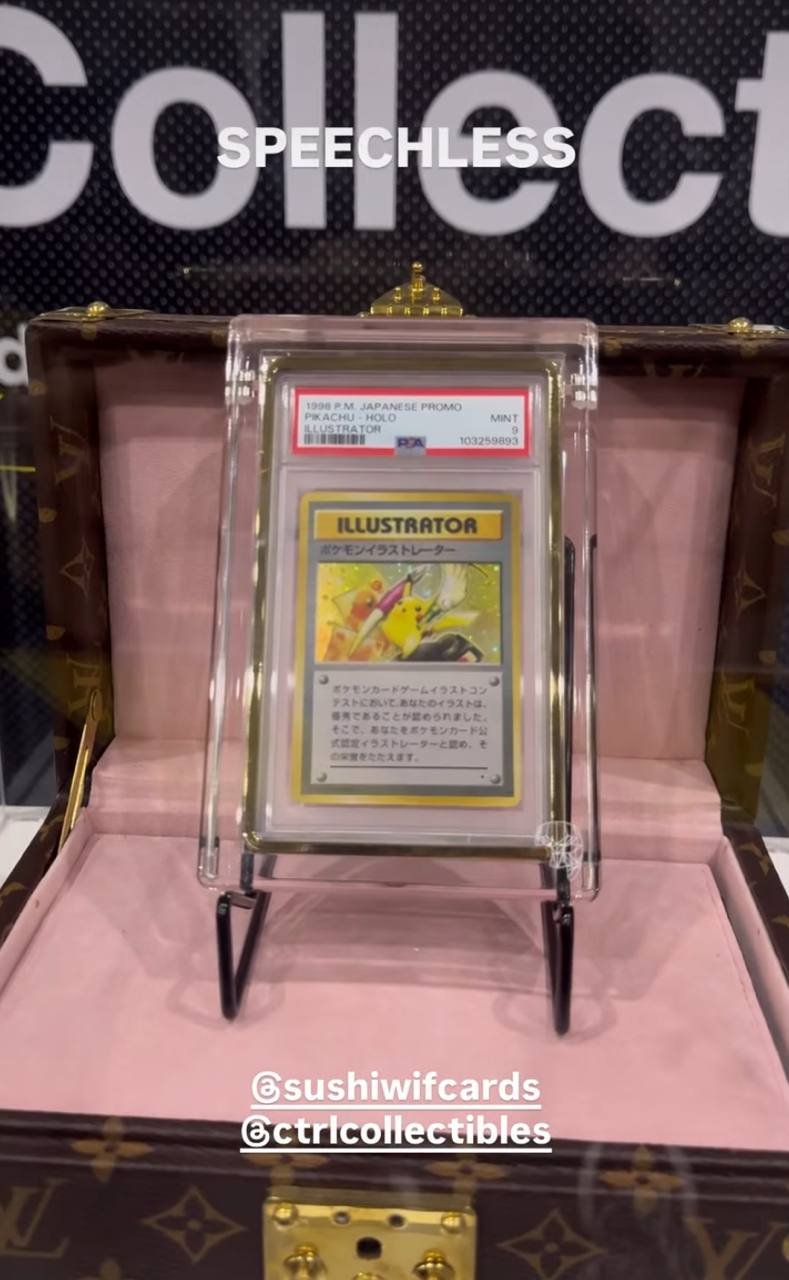 Collect
SPEECHLESS
1998 P.M. JAPANESE PROMO
PIKACHU - HOLO MINT
ILLUSTRATOR 9
PSA 103259893
ILLUSTRATOR
ポケモンイラストレーター
ポケモンカードゲームイラストコン
テストにおいて、あなたのイラストは、
優秀であることが認められました。
そこで、あなたをポケモンカード公
式認定イラストレーターと認め、そ
の栄誉をたたえます。
@sushiwifcards
@ctrlcollectibles